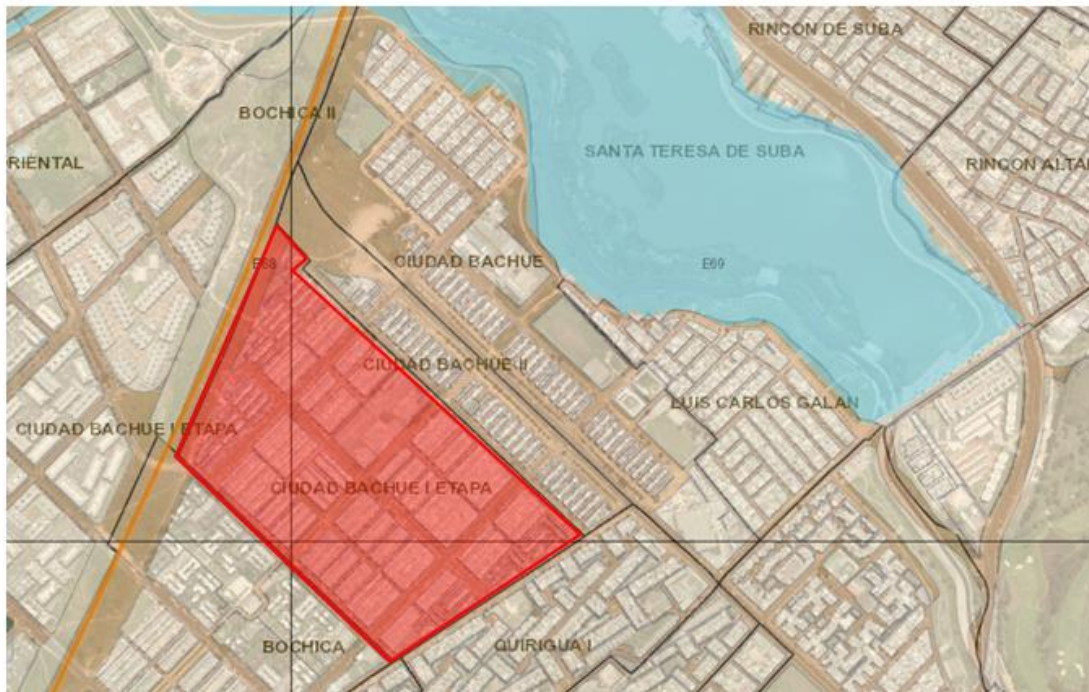 RINCON DE SUBA
BOCHICA II
SANTA TERESA DE SUBA
ORIENTAL
RINCON ALTA
CIUDAD BACHUE
E68
E69
CIUDAD BACHUE II
LUIS CARLOS GALAN
CIUDAD BACHUE I ETAPA
CIUDAD BACHUE I ETAPA
BOCHICA
QUIRIGUA I